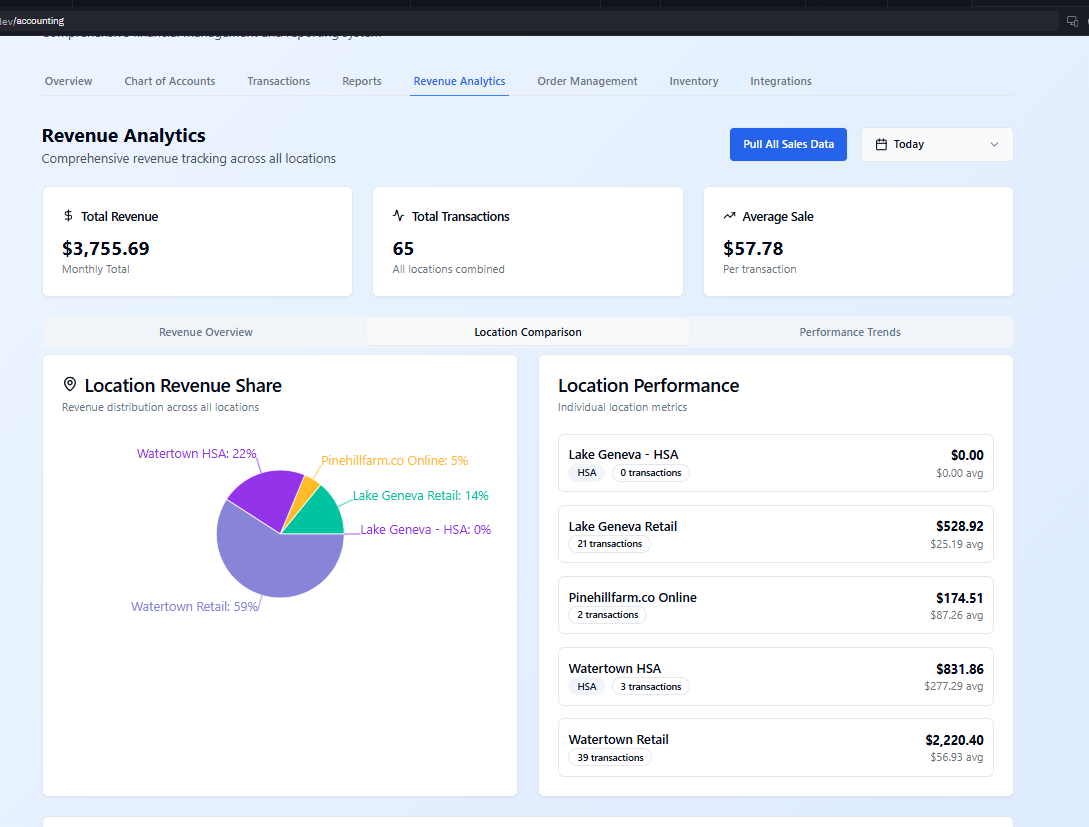 dev/accounting
Comprehensive financial management and reporting system
Overview Chart of Accounts Transactions Reports Revenue Analytics Order Management Inventory Integrations
Revenue Analytics
Comprehensive revenue tracking across all locations
Pull All Sales Data
Today
Total Revenue
$3,755.69
Monthly Total
Total Transactions
65
All locations combined
Average Sale
$57.78
Per transaction
Revenue Overview Location Comparison Performance Trends
Location Revenue Share
Revenue distribution across all locations
Watertown HSA: 22%
Pinehillfarm.co Online: 5%
Lake Geneva Retail: 14%
Lake Geneva - HSA: 0%
Watertown Retail: 59%
Location Performance
Individual location metrics
Lake Geneva - HSA $0.00
HSA 0 transactions $0.00 avg
Lake Geneva Retail $528.92
21 transactions $25.19 avg
Pinehillfarm.co Online $174.51
2 transactions $87.26 avg
Watertown HSA $831.86
HSA 3 transactions $277.29 avg
Watertown Retail $2,220.40
39 transactions $56.93 avg